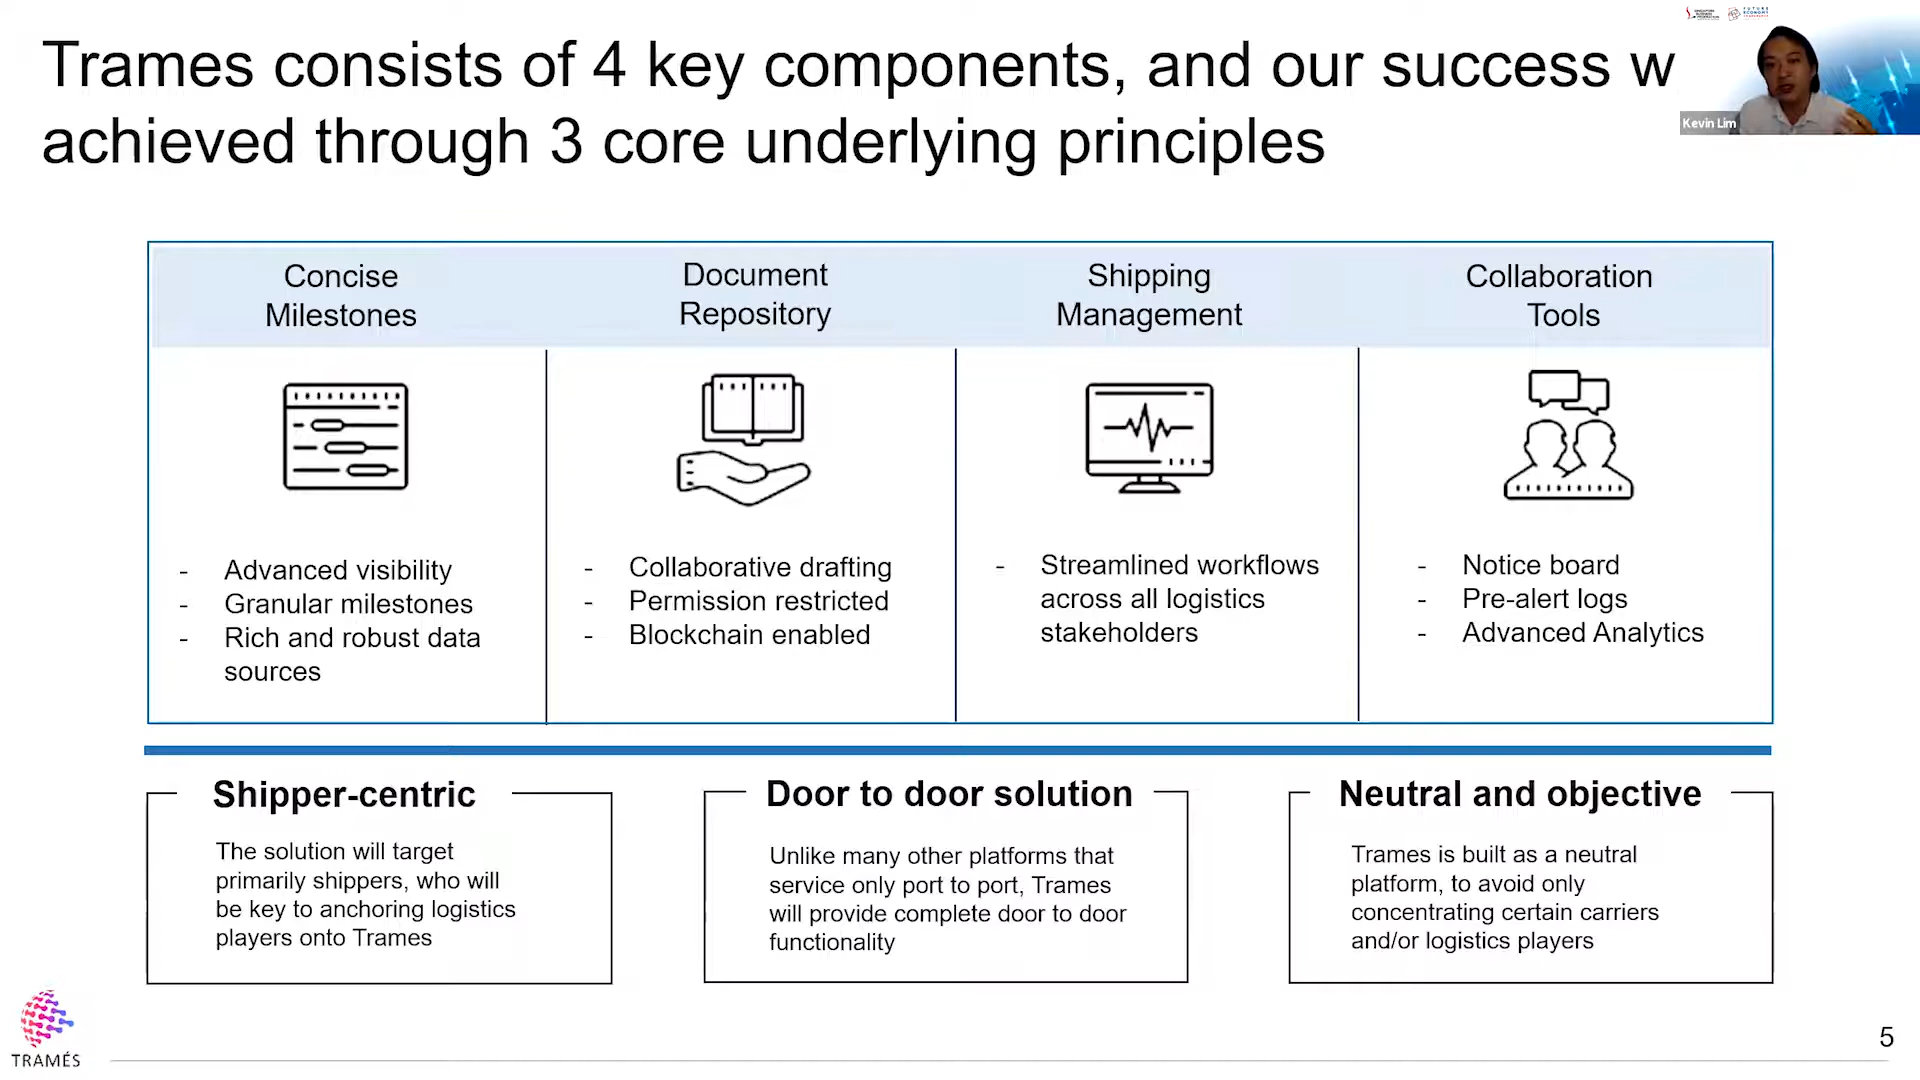 Trames consists of 4 key components, and our success w
achieved through 3 core underlying principles
Kevin Lim
Concise
Milestones
Document
Repository
Shipping
Management
Collaboration
Tools
- Advanced visibility
- Granular milestones
- Rich and robust data
sources
- Collaborative drafting
- Permission restricted
- Blockchain enabled
- Streamlined workflows
across all logistics
stakeholders
- Notice board
- Pre-alert logs
- Advanced Analytics
Shipper-centric
The solution will target
primarily shippers, who will
be key to anchoring logistics
players onto Trames
Door to door solution
Unlike many other platforms that
service only port to port, Trames
will provide complete door to door
functionality
Neutral and objective
Trames is built as a neutral
platform, to avoid only
concentrating certain carriers
and/or logistics players
TRAMÉS
5